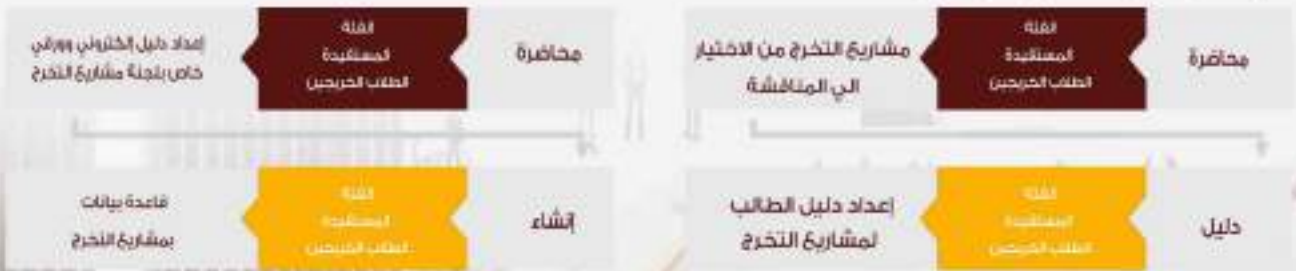 محاضرة
الفئة
المستفيدة
الطلاب الخريجين
مشاريع التخرج من الاختيار
الي المناقشة
محاضرة
الفئة
المستفيدة
الطلاب الخريجين
إعداد دليل إلكتروني وورقي
خاص بلجنة مشاريع التخرج
دليل
الفئة
المستفيدة
الطلاب الخريجين
إعداد دليل الطالب
لمشاريع التخرج
إنشاء
الفئة
المستفيدة
الطلاب الخريجين
قاعدة بيانات
بمشاريع التخرج